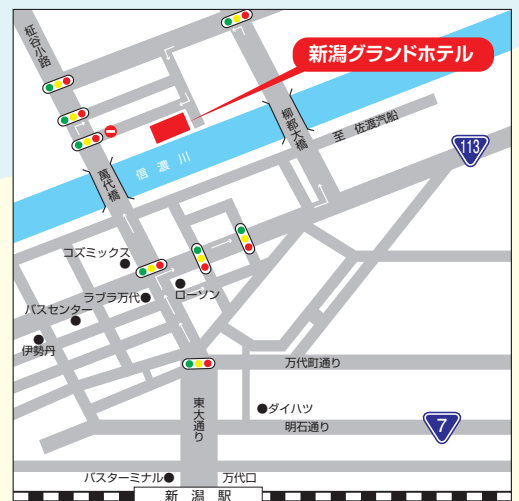 柾谷小路
新潟グランドホテル
柳都大橋
至 佐渡汽船
113
信濃川
萬代橋
コズミックス
ラブラ万代
ローソン
バスセンター
伊勢丹
万代町通り
東大通り
ダイハツ
明石通り
7
バスターミナル
万代口
新潟駅